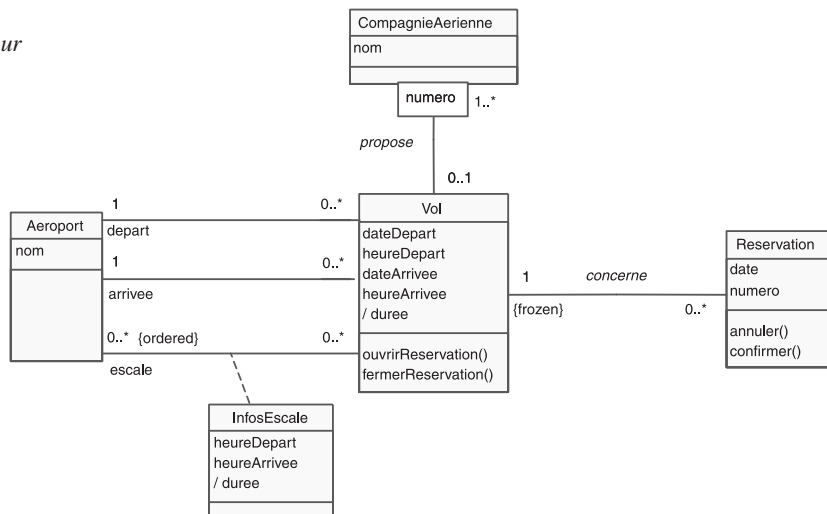 ur
CompagnieAerienne
nom
numero
1..*
propose
0..1
Aeroport
nom
1
0..*
depart
1
0..*
arrivee
0..*
{ordered}
0..*
escale
Vol
dateDepart
heureDepart
dateArrivee
heureArrivee
/ duree
ouvrirReservation()
fermerReservation()
1
concerne
{frozen}
0..*
Reservation
date
numero
annuler()
confirmer()
InfosEscale
heureDepart
heureArrivee
/ duree